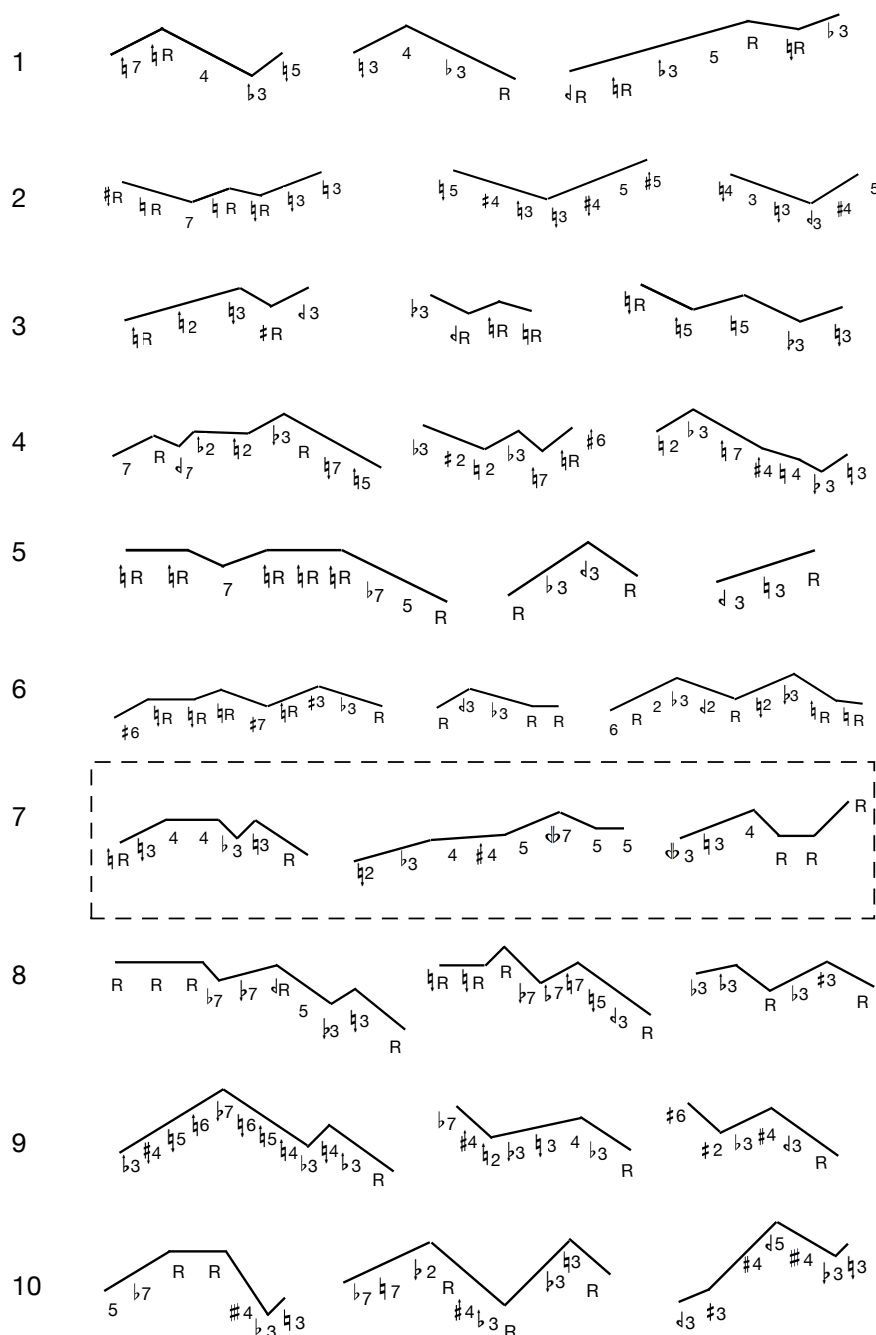 1 ♮7 ♮R 4 ♭3 ♮5 ♮3 4 ♭3 R 𝄳R ♮R ♭3 5 R ♮R ♭3
2 ♯R ♮R 7 ♮R ♮R ♮3 ♮3 ♮5 ♯4 ♮3 ♮3 ♯4 5 ♯5 ♮4 3 ♮3 𝄳3 ♯4 5
3 ♮R ♮2 ♮3 ♯R 𝄳3 ♭3 𝄳R ♮R ♮R ♮R ♮5 ♮5 ♭3 ♮3
4 7 R 𝄳7 ♭2 ♮2 ♭3 R ♮7 ♮5 ♭3 ♯2 ♮2 ♭3 ♮7 ♮R ♯6 ♮2 ♭3 ♮7 ♯4 ♮4 ♭3 ♮3
5 ♮R ♮R 7 ♮R ♮R ♮R ♭7 5 R R ♭3 𝄳3 R 𝄳3 ♮3 R
6 ♯6 ♮R ♮R ♮R ♯7 ♮R ♯3 ♭3 R R 𝄳3 ♭3 R R 6 R 2 ♭3 𝄳2 R ♮2 ♭3 ♮R ♮R
7 ♮R ♮3 4 4 ♭3 ♮3 R ♮2 ♭3 4 ♯4 5 𝄳♭7 5 5 𝄳♭3 ♮3 4 R R R
8 R R R ♭7 ♭7 𝄳R 5 ♭3 ♮3 R ♮R ♮R R ♭7 ♭7 ♮7 ♮5 𝄳3 R ♭3 ♭3 R ♭3 ♯3 R
9 ♭3 ♯4 ♮5 ♮6 ♭7 ♮6 ♮5 ♮4 ♭3 ♮4 ♭3 R ♭7 ♯4 ♮2 ♭3 ♮3 4 ♭3 R ♯6 ♯2 ♭3 ♯4 𝄳3 R
10 5 ♭7 R R ♯4 ♭3 ♮3 ♭7 ♮7 ♭2 R ♯4 ♭3 R ♭3 ♮3 R 𝄳3 ♯3 ♯4 𝄳5 ♯4 ♭3 ♮3